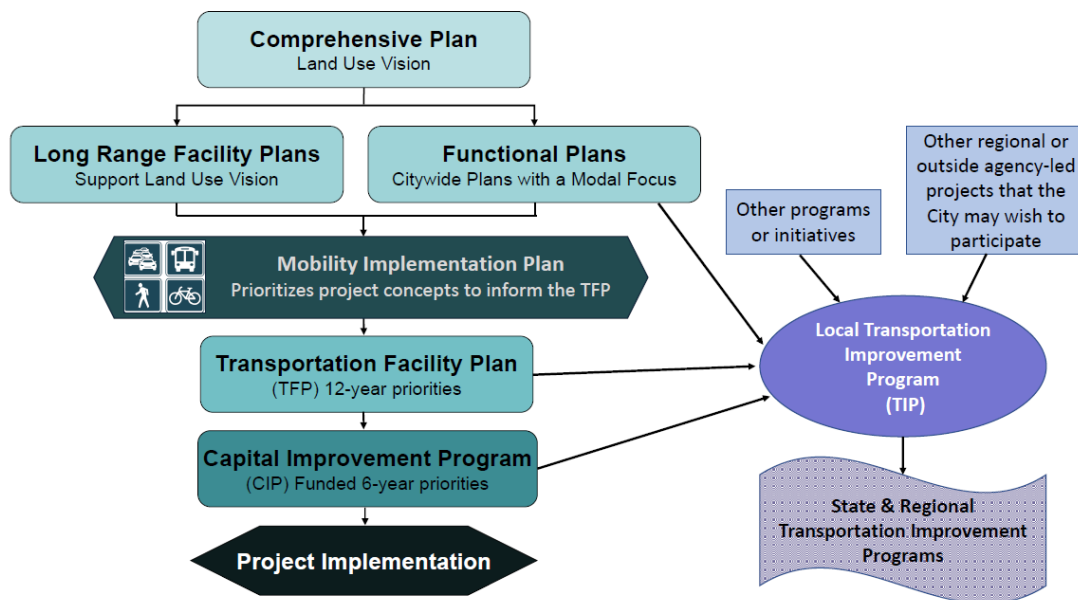 Comprehensive Plan
Land Use Vision
Long Range Facility Plans
Support Land Use Vision
Functional Plans
Citywide Plans with a Modal Focus
Other programs
or initiatives
Other regional or
outside agency-led
projects that the
City may wish to
participate
Mobility Implementation Plan
Prioritizes project concepts to inform the TFP
Transportation Facility Plan
(TFP) 12-year priorities
Local Transportation
Improvement
Program
(TIP)
Capital Improvement Program
(CIP) Funded 6-year priorities
Project Implementation
State & Regional
Transportation Improvement
Programs